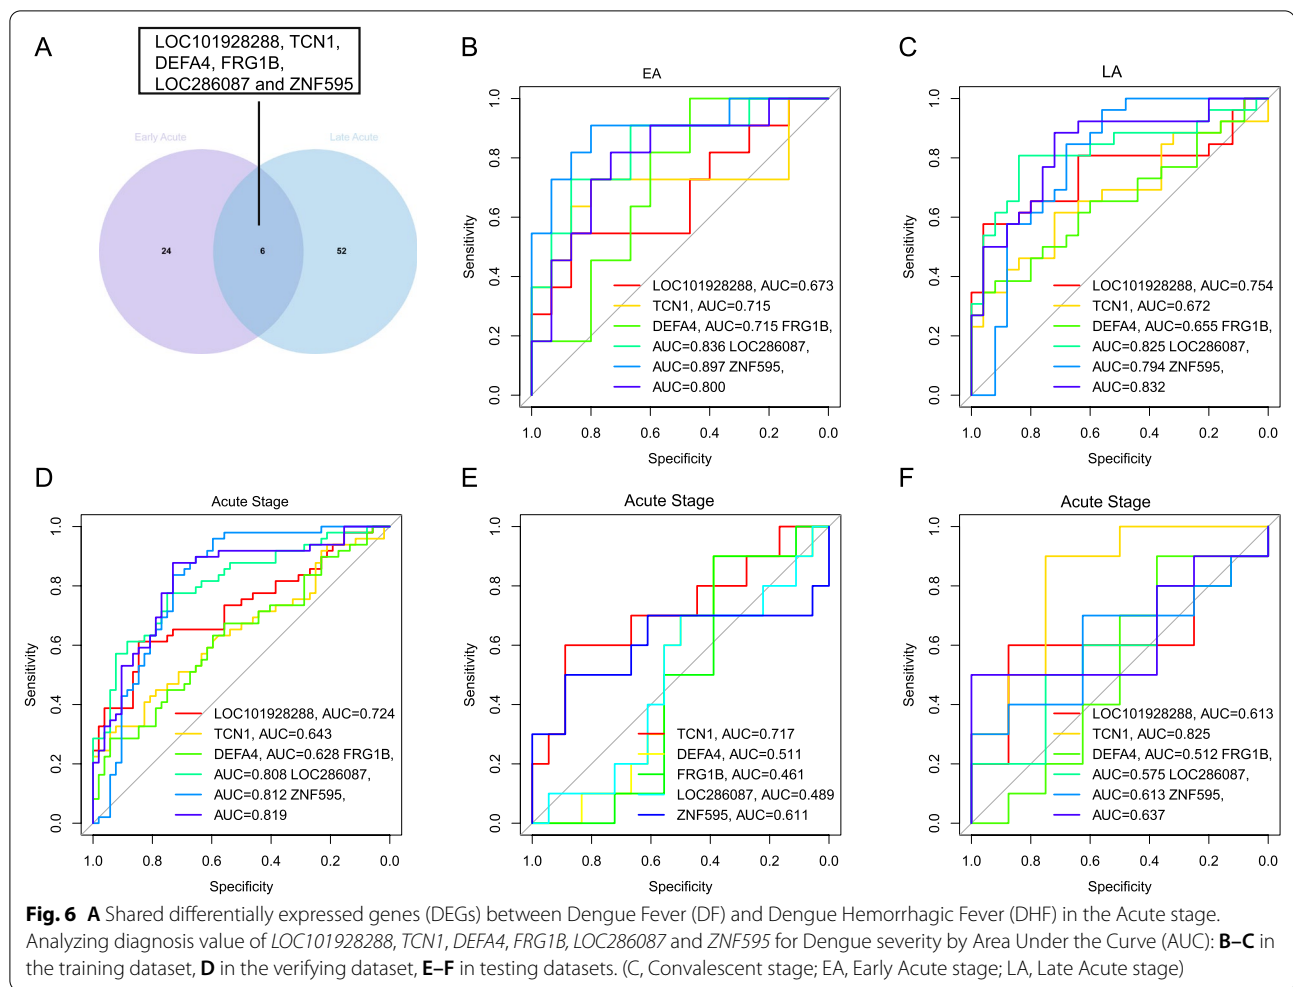 A
LOC101928288, TCN1,
DEFA4, FRG1B,
LOC286087 and ZNF595
Early Acute
Late Acute
24
6
52
B
EA
1.0
0.8
0.6
0.4
0.2
0.0
Sensitivity
LOC101928288, AUC=0.673
TCN1, AUC=0.715
DEFA4, AUC=0.715 FRG1B,
AUC=0.836 LOC286087,
AUC=0.897 ZNF595,
AUC=0.800
1.0 0.8 0.6 0.4 0.2 0.0
Specificity
C
LA
1.0
0.8
0.6
0.4
0.2
0.0
Sensitivity
LOC101928288, AUC=0.754
TCN1, AUC=0.672
DEFA4, AUC=0.655 FRG1B,
AUC=0.825 LOC286087,
AUC=0.794 ZNF595,
AUC=0.832
1.0 0.8 0.6 0.4 0.2 0.0
Specificity
D
Acute Stage
1.0
0.8
0.6
0.4
0.2
0.0
Sensitivity
LOC101928288, AUC=0.724
TCN1, AUC=0.643
DEFA4, AUC=0.628 FRG1B,
AUC=0.808 LOC286087,
AUC=0.812 ZNF595,
AUC=0.819
1.0 0.8 0.6 0.4 0.2 0.0
Specificity
E
Acute Stage
1.0
0.8
0.6
0.4
0.2
0.0
Sensitivity
TCN1, AUC=0.717
DEFA4, AUC=0.511
FRG1B, AUC=0.461
LOC286087, AUC=0.489
ZNF595, AUC=0.611
1.0 0.8 0.6 0.4 0.2 0.0
Specificity
F
Acute Stage
1.0
0.8
0.6
0.4
0.2
0.0
Sensitivity
LOC101928288, AUC=0.613
TCN1, AUC=0.825
DEFA4, AUC=0.512 FRG1B,
AUC=0.575 LOC286087,
AUC=0.613 ZNF595,
AUC=0.637
1.0 0.8 0.6 0.4 0.2 0.0
Specificity
Fig. 6 A Shared differentially expressed genes (DEGs) between Dengue Fever (DF) and Dengue Hemorrhagic Fever (DHF) in the Acute stage.
Analyzing diagnosis value of LOC101928288, TCN1, DEFA4, FRG1B, LOC286087 and ZNF595 for Dengue severity by Area Under the Curve (AUC): B–C in
the training dataset, D in the verifying dataset, E–F in testing datasets. (C, Convalescent stage; EA, Early Acute stage; LA, Late Acute stage)